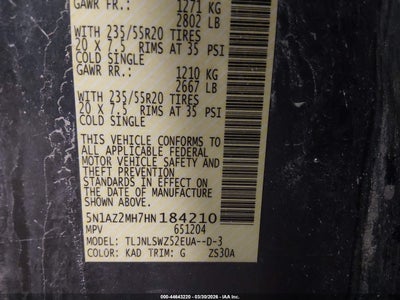 GAWR FR.: 1271 KG
2802 LB
WITH 235/55R20 TIRES
20 X 7.5 RIMS AT 35 PSI
COLD SINGLE
GAWR RR.: 1210 KG
2667 LB
WITH 235/55R20 TIRES
20 X 7.5 RIMS AT 35 PSI
COLD SINGLE
THIS VEHICLE CONFORMS TO
ALL APPLICABLE FEDERAL
MOTOR VEHICLE SAFETY AND
THEFT PREVENTION
STANDARDS IN EFFECT ON
THE DATE OF MANUFACTURE
SHOWN ABOVE.
5N1AZ2MH7HN184210
MPV 651204
MODEL: TLJNLSWZ52EUA--D-3
COLOR: KAD TRIM: G ZS30A
IAA - 44643220 - 03/30/2026 - IAA